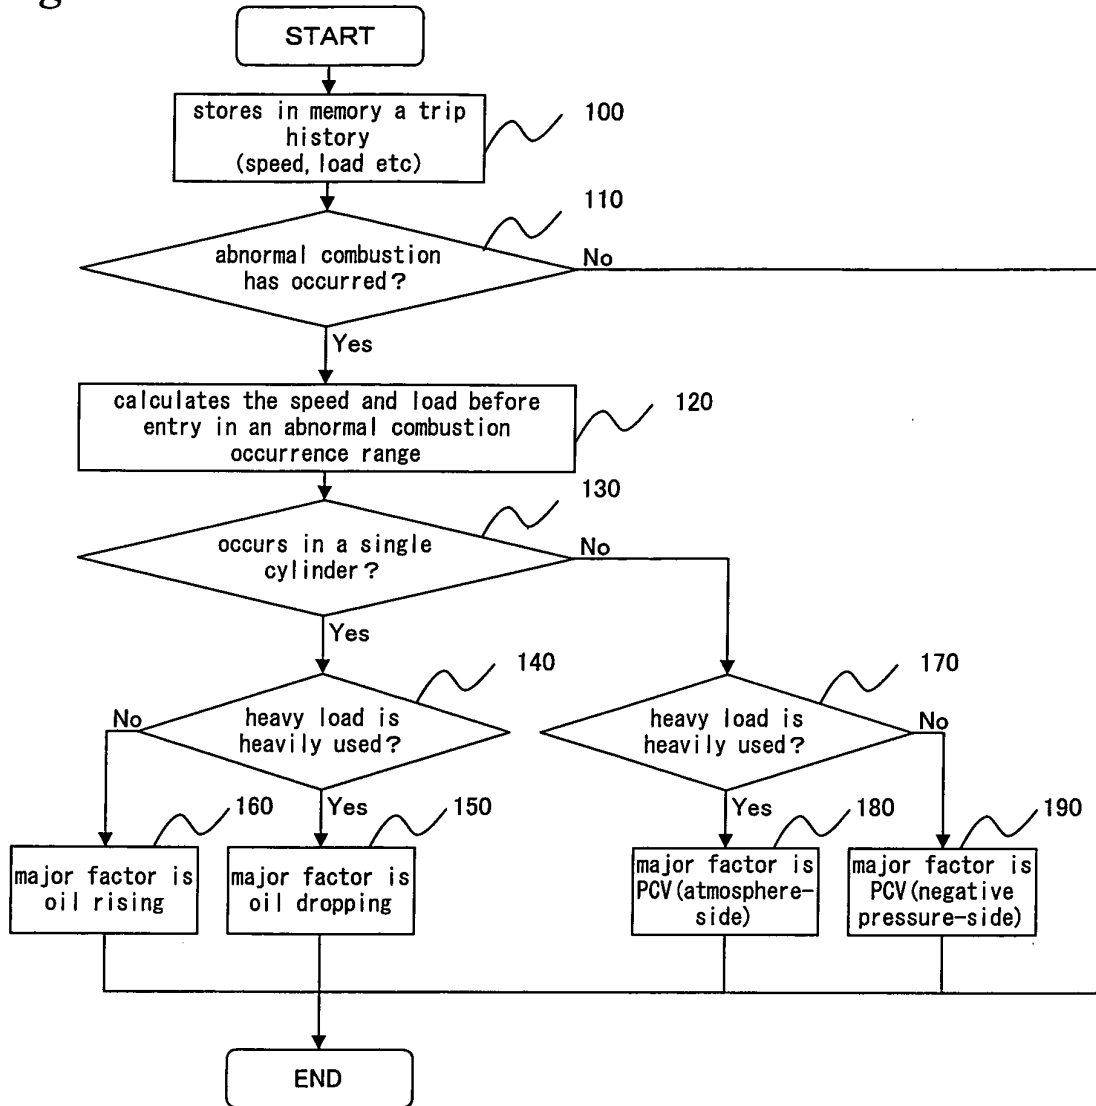 START
stores in memory a trip
history
(speed, load etc)
100
110
abnormal combustion
has occurred?
No
Yes
calculates the speed and load before
entry in an abnormal combustion
occurrence range
120
130
occurs in a single
cylinder?
No
Yes
140
170
heavy load is
heavily used?
No
Yes
heavy load is
heavily used?
No
Yes
160
150
180
190
major factor is
oil rising
major factor is
oil dropping
major factor is
PCV(atmosphere-
side)
major factor is
PCV(negative
pressure-side)
END